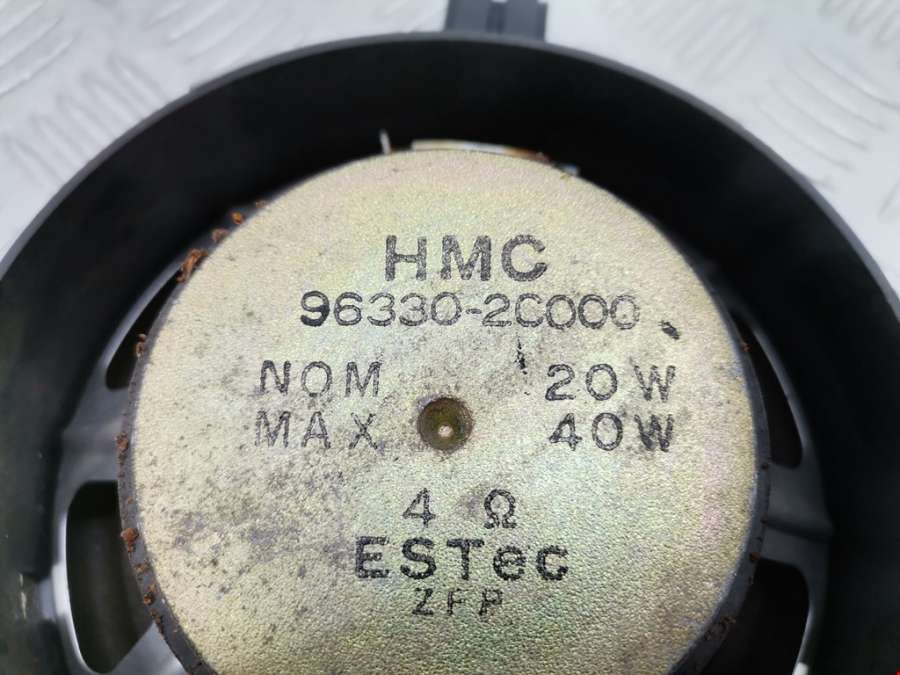 HMC
96330-2C000
NOM 20W
MAX 40W
4 Ω
ESTec
ZFP